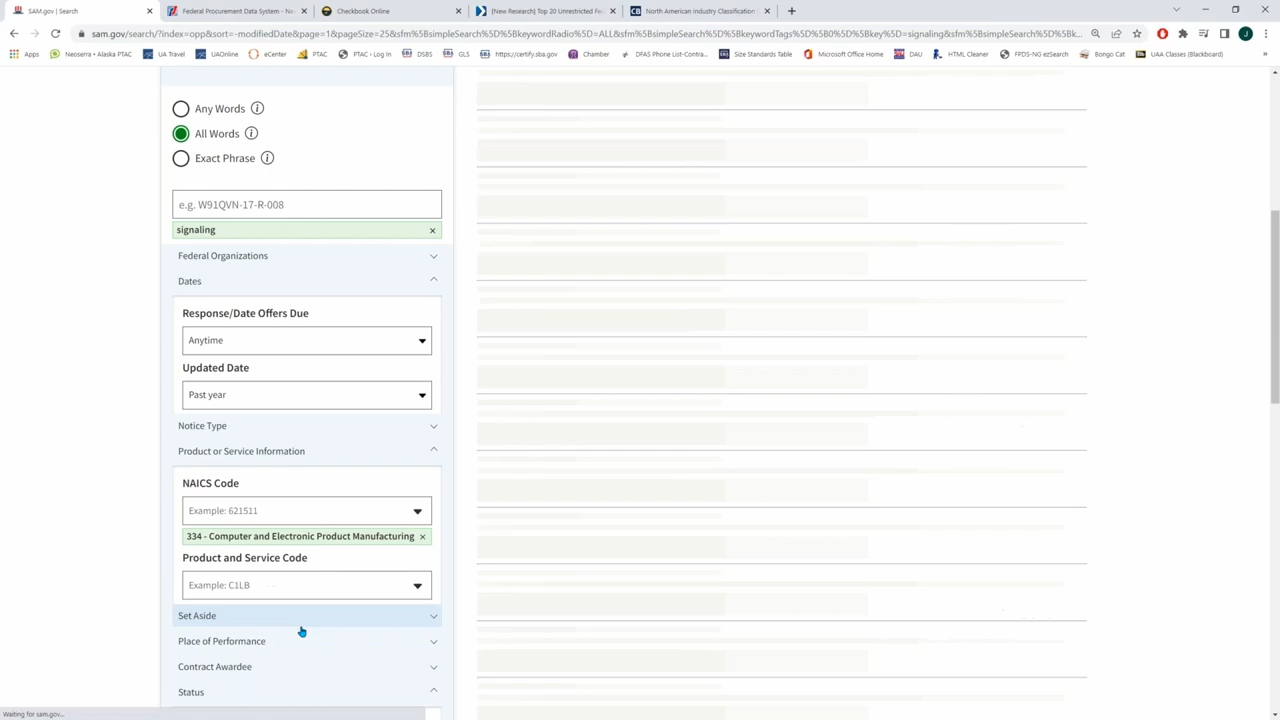 SAM.gov | Search
Federal Procurement Data System - Ne
Checkbook Online
[New Research] Top 20 Unrestricted Fe
North American Industry Classification
sam.gov/search/?index=opp&sort=-modifiedDate&page=1&pageSize=25&sfm%5BsimpleSearch%5D%5BkeywordRadio%5D=ALL&sfm%5BsimpleSearch%5D%5BkeywordTags%5D%5B0%5D%5Bkey%5D=signaling&sfm%5BsimpleSearch%5D%5Bk...
Apps
Neoserra • Alaska PTAC
UA Travel
UAOnline
eCenter
PTAC
DSBS
GLS
https://certify.sba.gov
PTAC › Log In
Chamber
DFAS Phone List-Contra...
Size Standards Table
Microsoft Office Home
DAU
HTML Cleaner
FPDS-NG ezSearch
Bongo Cat
UAA Classes (Blackboard)
Any Words
All Words
Exact Phrase
e.g. W91QVN-17-R-008
signaling
Federal Organizations
Dates
Response/Date Offers Due
Anytime
Updated Date
Past year
Notice Type
Product or Service Information
NAICS Code
Example: 621511
334 - Computer and Electronic Product Manufacturing
Product and Service Code
Example: C1LB
Set Aside
Place of Performance
Contract Awardee
Status
Waiting for sam.gov...